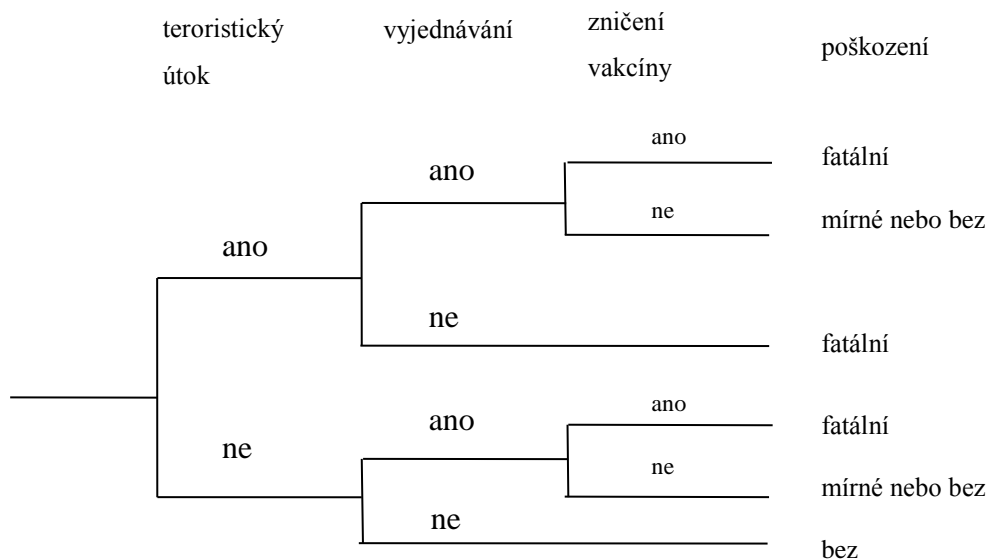 teroristický
útok
vyjednávání
zničení
vakcíny
poškození
ano
fatální
ano
ne
mírné nebo bez
ano
ne
fatální
ano
fatální
ano
ne
ne
mírné nebo bez
ne
bez